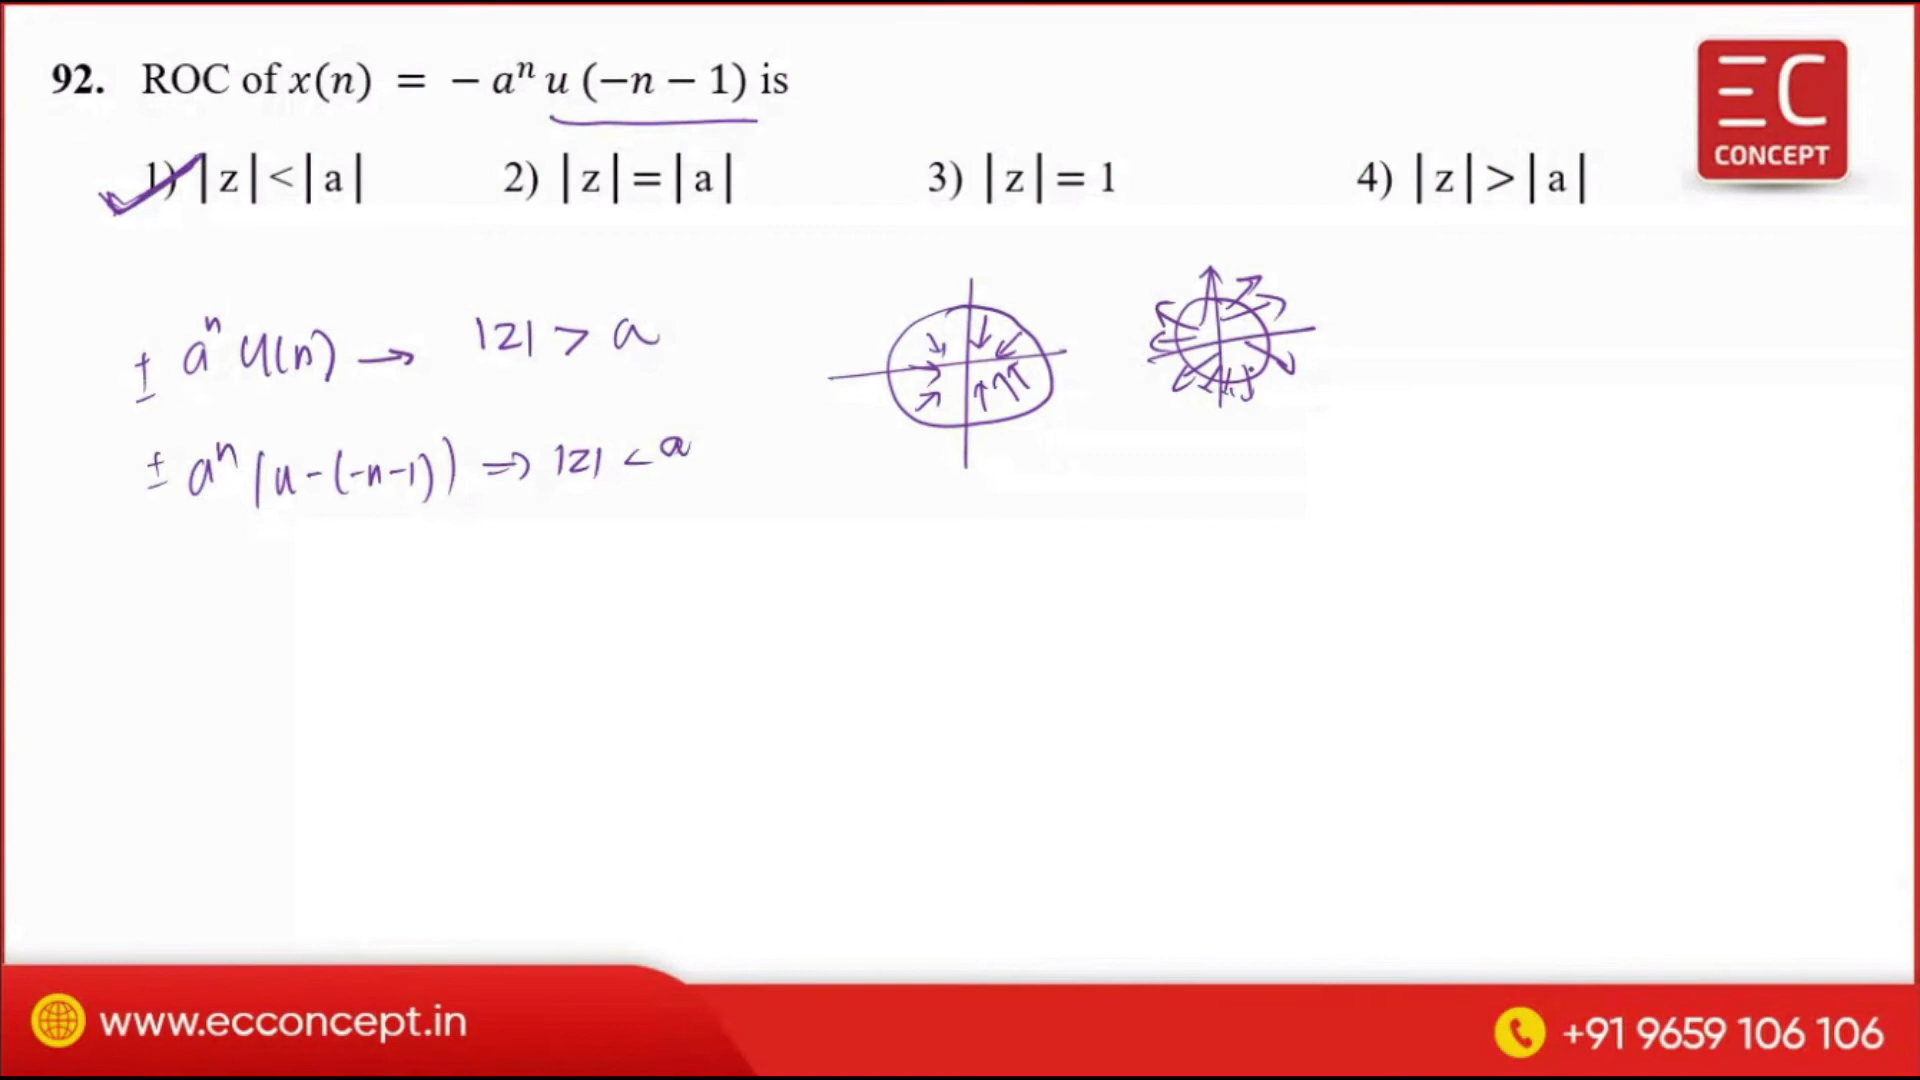 92. ROC of x(n) = − aⁿ u (−n − 1) is
EC
CONCEPT
1) |z| < |a| 2) |z| = |a| 3) |z| = 1 4) |z| > |a|
± aⁿ u(n) → |z| > a
± aⁿ (u - (-n-1)) ⇒ |z| < a
www.ecconcept.in
+91 9659 106 106